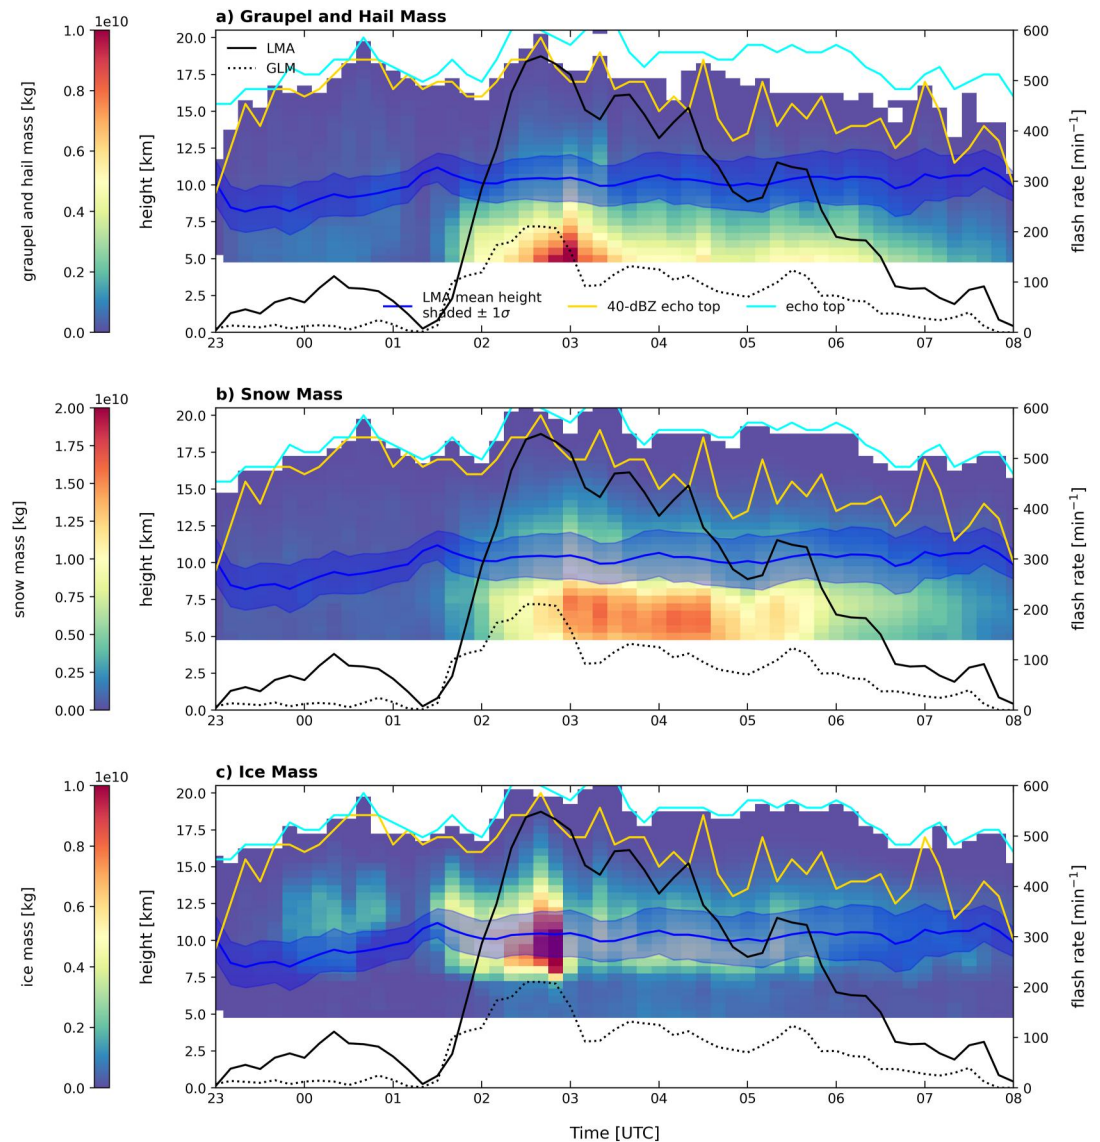 a) Graupel and Hail Mass
1e10
1.0
0.8
0.6
0.4
0.2
0.0
graupel and hail mass [kg]
height [km]
20.0
17.5
15.0
12.5
10.0
7.5
5.0
2.5
0.0
LMA
GLM
LMA mean height
shaded ± 1σ
40-dBZ echo top
echo top
600
500
400
300
200
100
0
flash rate [min⁻¹]
23 00 01 02 03 04 05 06 07 08
b) Snow Mass
1e10
2.00
1.75
1.50
1.25
1.00
0.75
0.50
0.25
0.00
snow mass [kg]
height [km]
20.0
17.5
15.0
12.5
10.0
7.5
5.0
2.5
0.0
600
500
400
300
200
100
0
flash rate [min⁻¹]
23 00 01 02 03 04 05 06 07 08
c) Ice Mass
1e10
1.0
0.8
0.6
0.4
0.2
0.0
ice mass [kg]
height [km]
20.0
17.5
15.0
12.5
10.0
7.5
5.0
2.5
0.0
600
500
400
300
200
100
0
flash rate [min⁻¹]
23 00 01 02 03 04 05 06 07 08
Time [UTC]